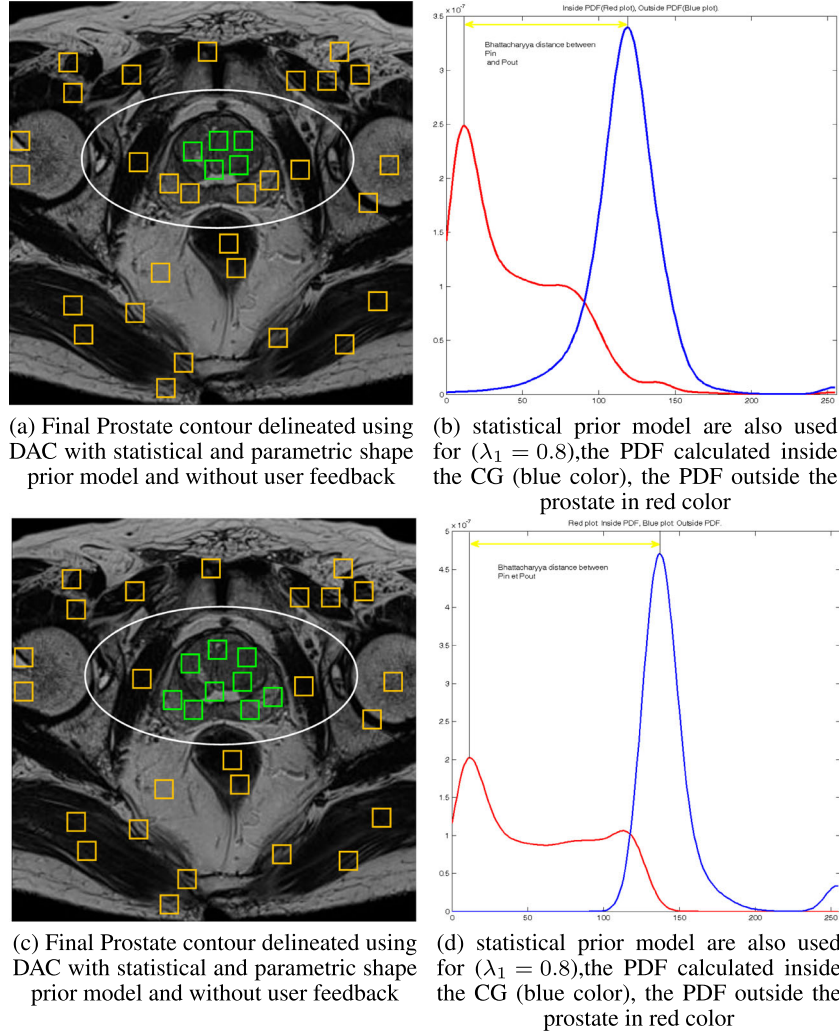 Inside PDF(Red plot), Outside PDF(Blue plot).
x 10⁻⁷
3.5
3
2.5
2
1.5
1
0.5
0
0 50 100 150 200 250
Bhattacharyya distance between
Pin
and Pout
(a) Final Prostate contour delineated using
DAC with statistical and parametric shape
prior model and without user feedback
(b) statistical prior model are also used
for (λ₁ = 0.8),the PDF calculated inside
the CG (blue color), the PDF outside the
prostate in red color
Red plot: Inside PDF, Blue plot: Outside PDF.
x 10⁻⁷
5
4.5
4
3.5
3
2.5
2
1.5
1
0.5
0
0 50 100 150 200 250
Bhattacharyya distance between
Pin et Pout
(c) Final Prostate contour delineated using
DAC with statistical and parametric shape
prior model and without user feedback
(d) statistical prior model are also used
for (λ₁ = 0.8),the PDF calculated inside
the CG (blue color), the PDF outside the
prostate in red color